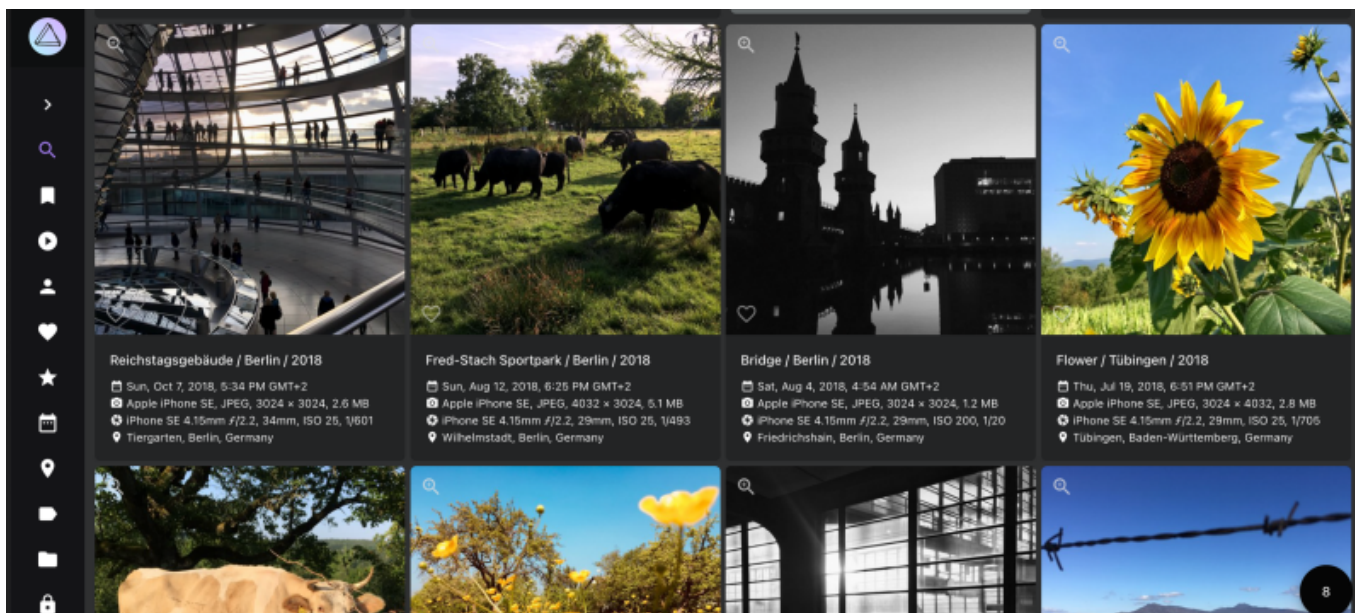 Reichstagsgebäude / Berlin / 2018
Sun, Oct 7, 2018, 5:34 PM GMT+2
Apple iPhone SE, JPEG, 3024 × 3024, 2.6 MB
iPhone SE 4.15mm ƒ/2.2, 34mm, ISO 25, 1/601
Tiergarten, Berlin, Germany
Fred-Stach Sportpark / Berlin / 2018
Sun, Aug 12, 2018, 6:25 PM GMT+2
Apple iPhone SE, JPEG, 4032 × 3024, 5.1 MB
iPhone SE 4.15mm ƒ/2.2, 29mm, ISO 25, 1/493
Wilhelmstadt, Berlin, Germany
Bridge / Berlin / 2018
Sat, Aug 4, 2018, 4:54 AM GMT+2
Apple iPhone SE, JPEG, 3024 × 3024, 1.2 MB
iPhone SE 4.15mm ƒ/2.2, 29mm, ISO 200, 1/20
Friedrichshain, Berlin, Germany
Flower / Tübingen / 2018
Thu, Jul 19, 2018, 6:51 PM GMT+2
Apple iPhone SE, JPEG, 3024 × 4032, 2.8 MB
iPhone SE 4.15mm ƒ/2.2, 29mm, ISO 25, 1/705
Tübingen, Baden-Württemberg, Germany
8